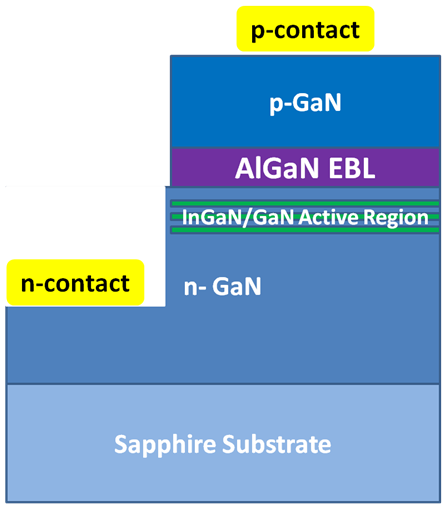 p-contact
p-GaN
AlGaN EBL
InGaN/GaN Active Region
n-contact
n- GaN
Sapphire Substrate